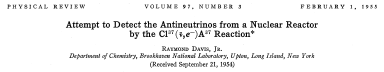 PHYSICAL REVIEW VOLUME 97, NUMBER 3 FEBRUARY 1, 1955
Attempt to Detect the Antineutrinos from a Nuclear Reactor
by the Cl³⁷(ν̄,e⁻)A³⁷ Reaction*
RAYMOND DAVIS, JR.
Department of Chemistry, Brookhaven National Laboratory, Upton, Long Island, New York
(Received September 21, 1954)